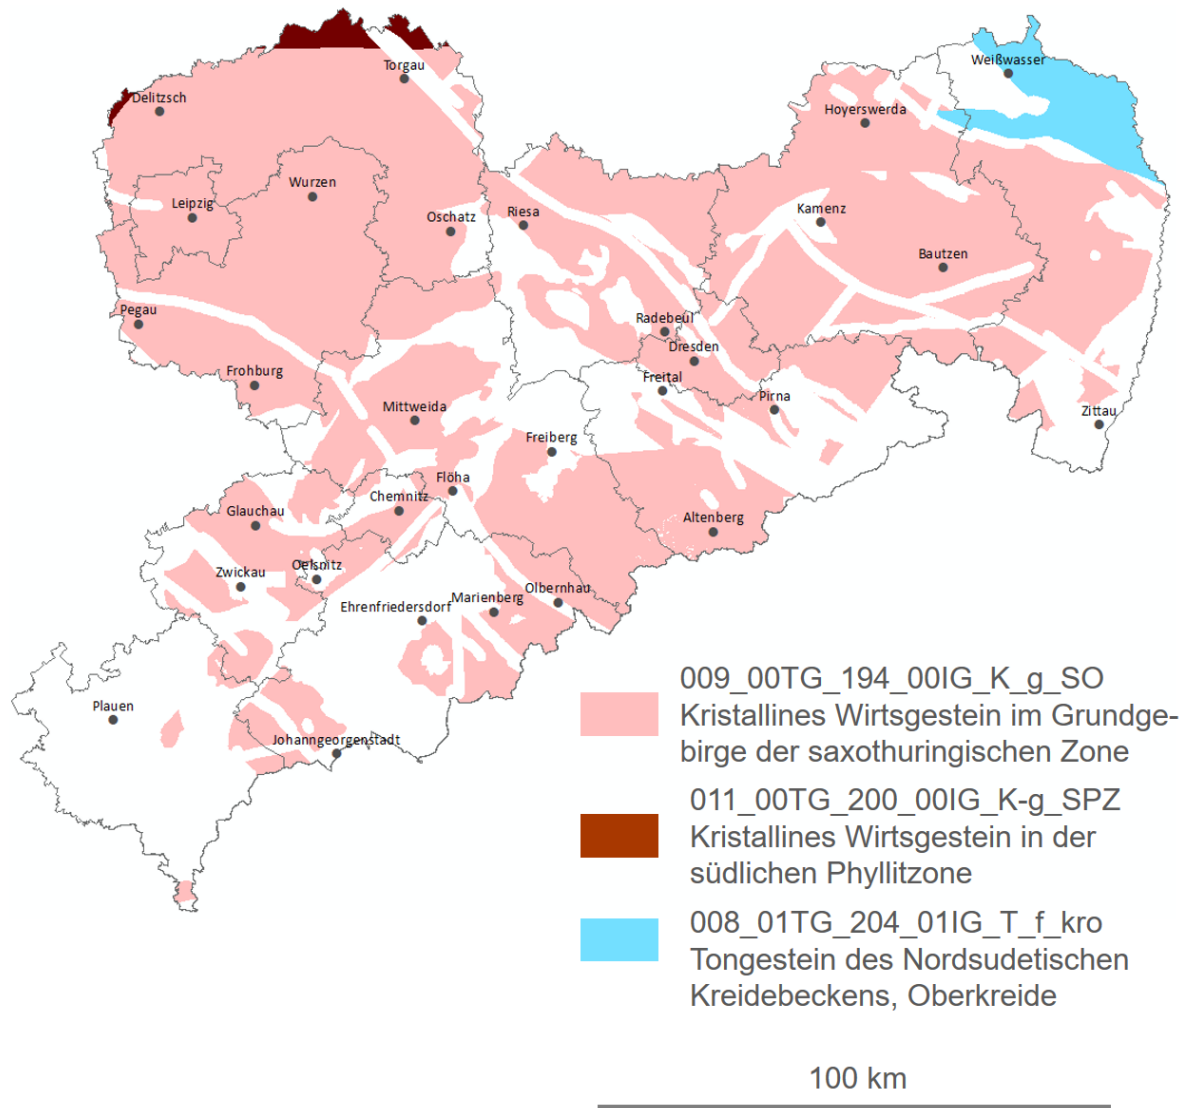 Torgau
Weißwasser
Delitzsch
Hoyerswerda
Wurzen
Leipzig
Oschatz
Riesa
Kamenz
Bautzen
Pegau
Radebeul
Dresden
Frohburg
Freital
Pirna
Mittweida
Zittau
Freiberg
Flöha
Chemnitz
Glauchau
Altenberg
Oelsnitz
Zwickau
Olbernhau
Marienberg
Ehrenfriedersdorf
Plauen
Johanngeorgenstadt
009_00TG_194_00IG_K_g_SO
Kristallines Wirtsgestein im Grundge-
birge der saxothuringischen Zone
011_00TG_200_00IG_K-g_SPZ
Kristallines Wirtsgestein in der
südlichen Phyllitzone
008_01TG_204_01IG_T_f_kro
Tongestein des Nordsudetischen
Kreidebeckens, Oberkreide
100 km